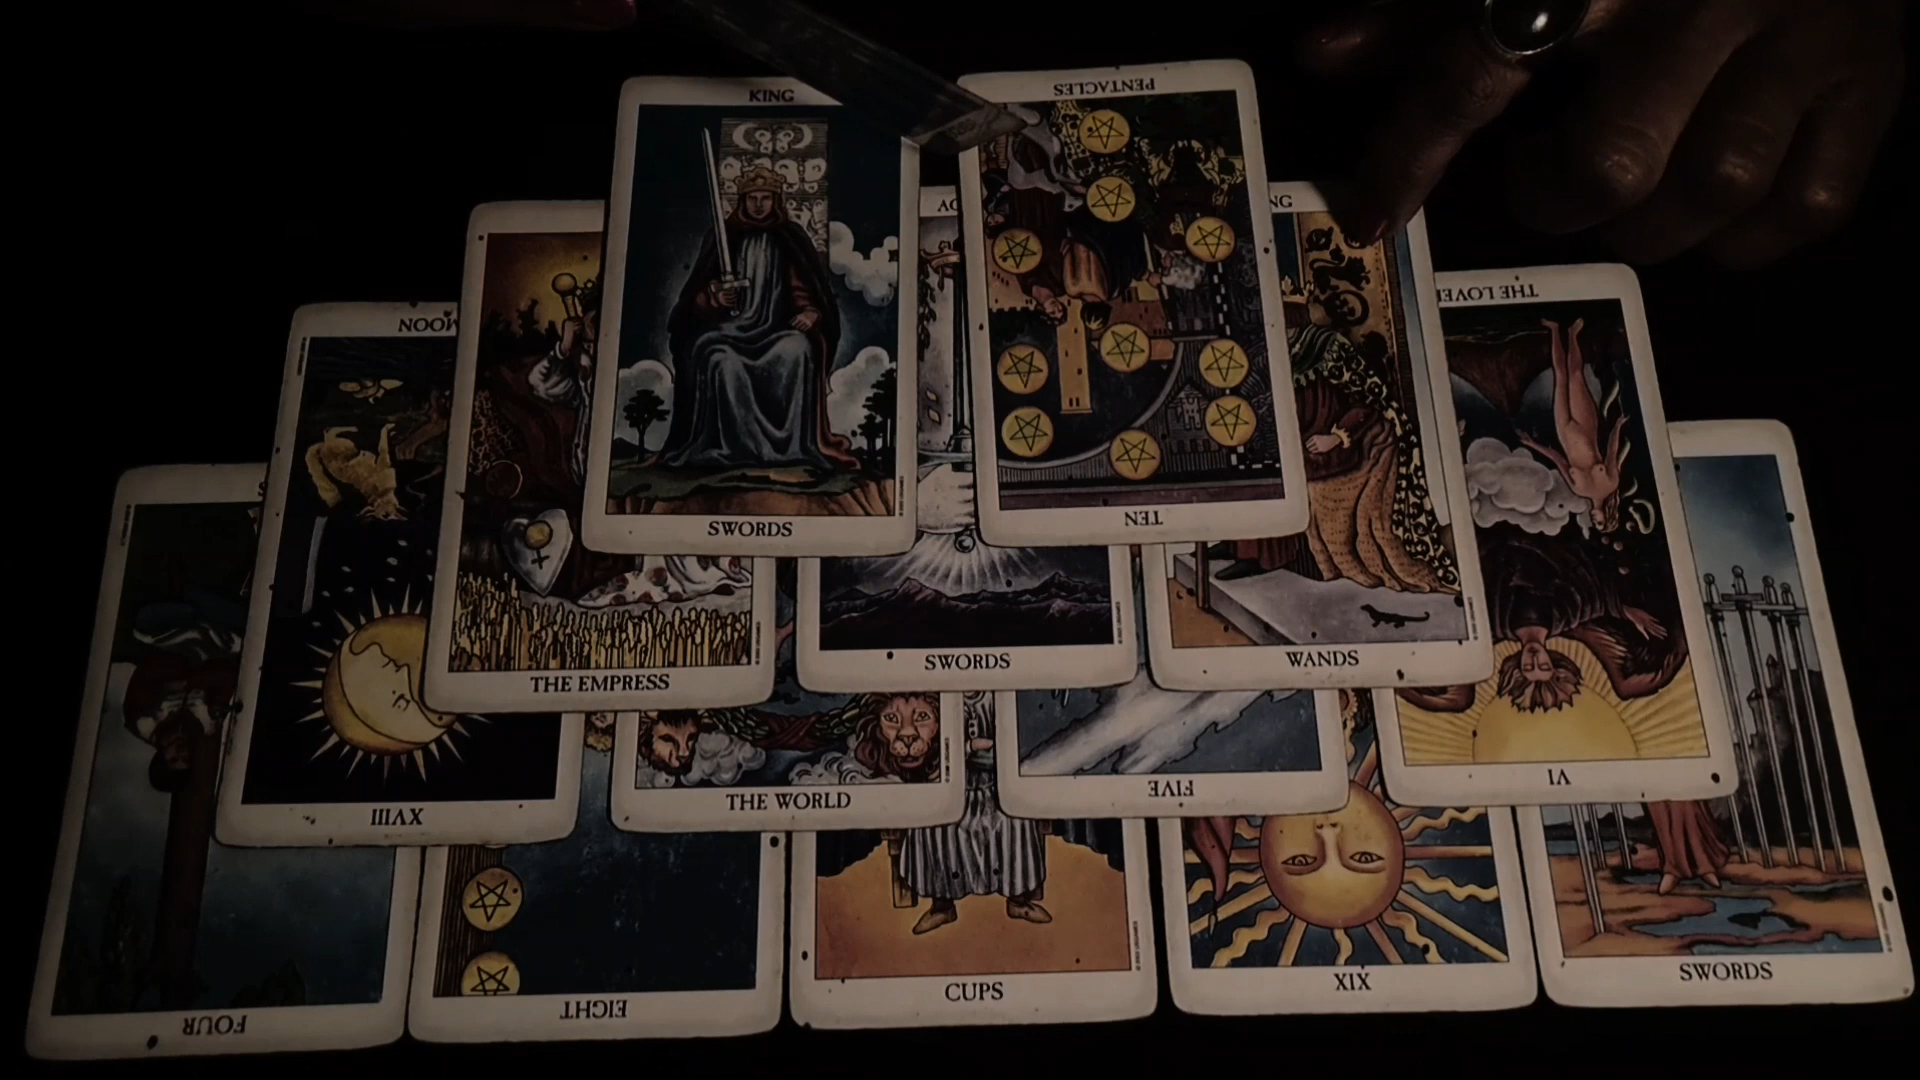 KING
SWORDS
PENTACLES
TEN
MOON
XVIII
THE EMPRESS
SWORDS
WANDS
THE LOVE
VI
THE WORLD
FIVE
FOUR
EIGHT
CUPS
XIX
SWORDS